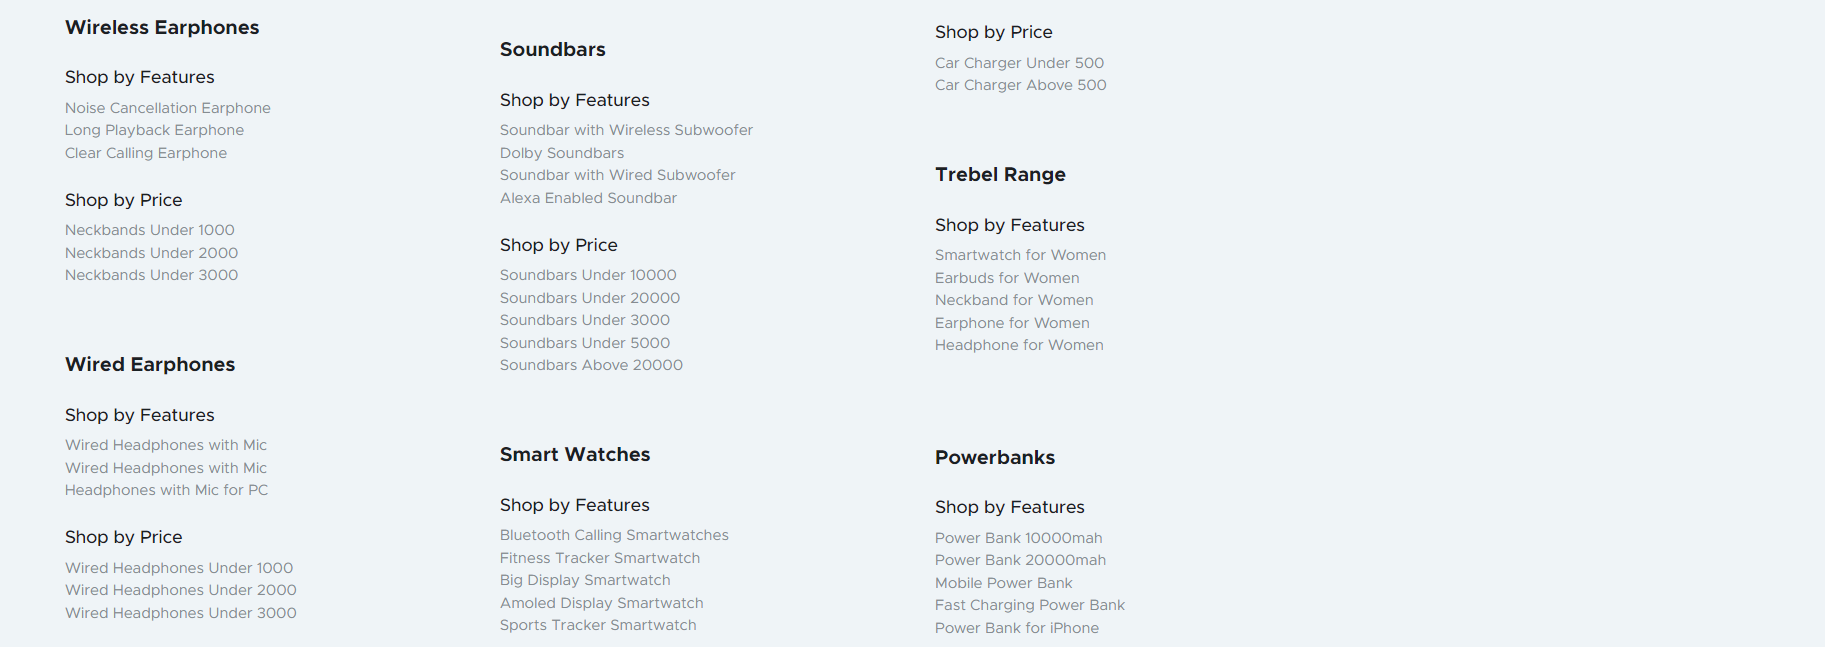 Wireless Earphones
Shop by Features
Noise Cancellation Earphone
Long Playback Earphone
Clear Calling Earphone
Shop by Price
Neckbands Under 1000
Neckbands Under 2000
Neckbands Under 3000
Wired Earphones
Shop by Features
Wired Headphones with Mic
Wired Headphones with Mic
Headphones with Mic for PC
Shop by Price
Wired Headphones Under 1000
Wired Headphones Under 2000
Wired Headphones Under 3000
Soundbars
Shop by Features
Soundbar with Wireless Subwoofer
Dolby Soundbars
Soundbar with Wired Subwoofer
Alexa Enabled Soundbar
Shop by Price
Soundbars Under 10000
Soundbars Under 20000
Soundbars Under 3000
Soundbars Under 5000
Soundbars Above 20000
Smart Watches
Shop by Features
Bluetooth Calling Smartwatches
Fitness Tracker Smartwatch
Big Display Smartwatch
Amoled Display Smartwatch
Sports Tracker Smartwatch
Shop by Price
Car Charger Under 500
Car Charger Above 500
Trebel Range
Shop by Features
Smartwatch for Women
Earbuds for Women
Neckband for Women
Earphone for Women
Headphone for Women
Powerbanks
Shop by Features
Power Bank 10000mah
Power Bank 20000mah
Mobile Power Bank
Fast Charging Power Bank
Power Bank for iPhone